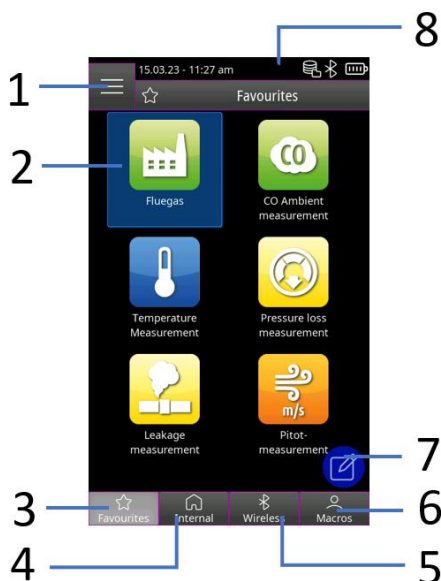 8
15.03.23 - 11:27 am
1
Favourites
2
CO
Fluegas
CO Ambient
measurement
Temperature
Measurement
Pressure loss
measurement
m/s
Leakage
measurement
Pitot-
measurement
7
3
Favourites
Internal
Wireless
Macros
6
4
5